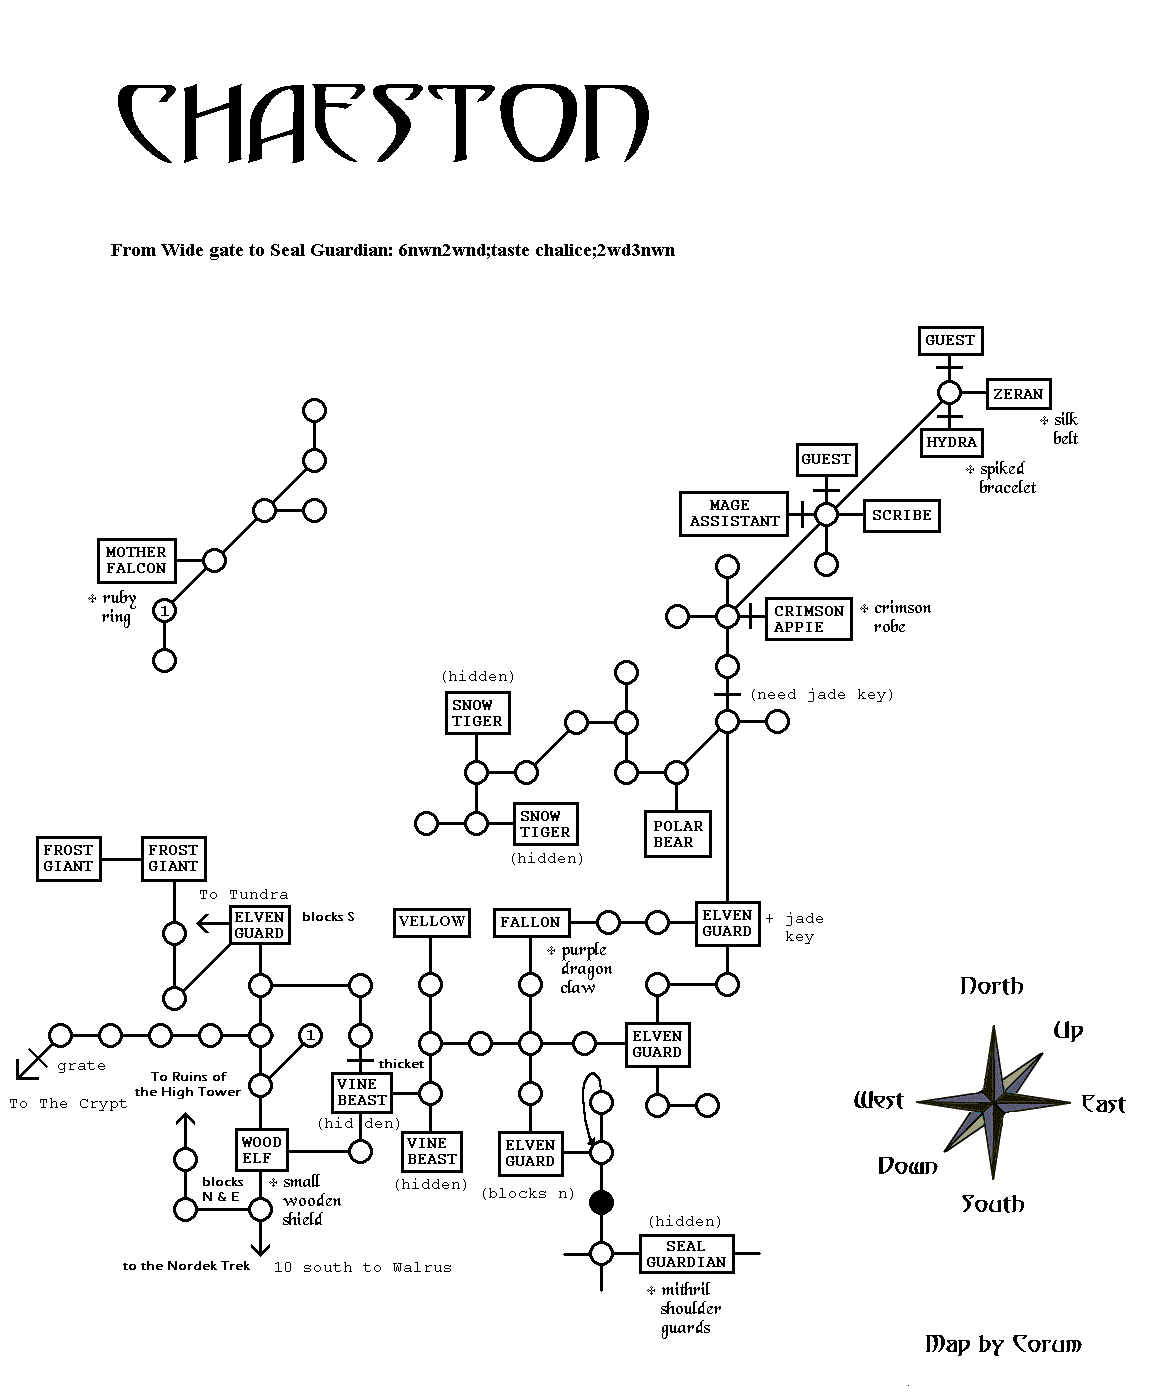 CHAESTON
From Wide gate to Seal Guardian: 6nwn2wnd;taste chalice;2wd3nwn
GUEST
ZERAN
+ silk
belt
HYDRA
+ spiked
bracelet
GUEST
MAGE
ASSISTANT
SCRIBE
MOTHER
FALCON
+ ruby
ring
1
CRIMSON
APPIE
+ crimson
robe
(hidden)
SNOW
TIGER
(need jade key)
SNOW
TIGER
(hidden)
POLAR
BEAR
FROST
GIANT
FROST
GIANT
To Tundra
ELVEN
GUARD
blocks S
VELLOW
FALLON
+ purple
dragon
claw
ELVEN
GUARD
+ jade
key
1
ELVEN
GUARD
grate
To The Crypt
To Ruins of
the High Tower
thicket
VINE
BEAST
(hid den)
WOOD
ELF
VINE
BEAST
(hidden)
ELVEN
GUARD
(blocks n)
blocks
N & E
+ small
wooden
shield
to the Nordek Trek
10 south to Walrus
(hidden)
SEAL
GUARDIAN
+ mithril
shoulder
guards
North
Up
West
East
Down
South
Map by Corum